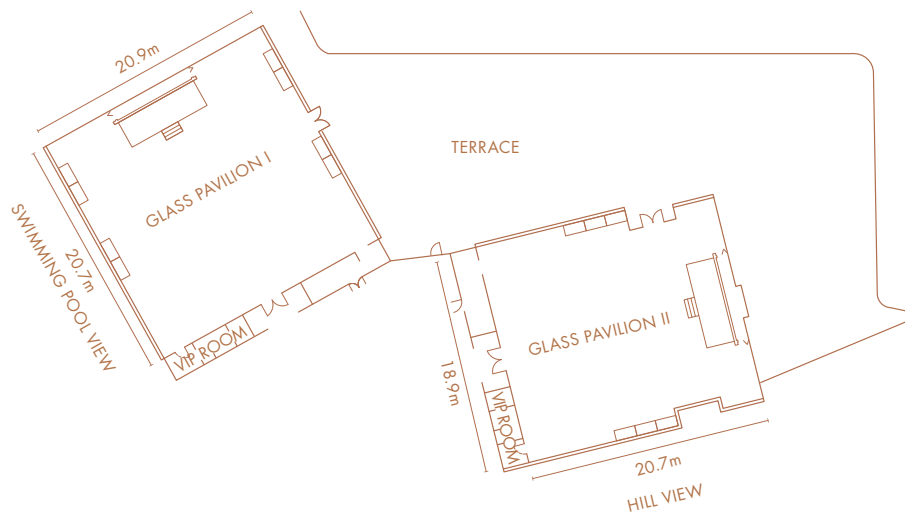 20.9m
TERRACE
GLASS PAVILION I
SWIMMING POOL VIEW
20.7m
VIP ROOM
GLASS PAVILION II
18.9m
VIP ROOM
20.7m
HILL VIEW